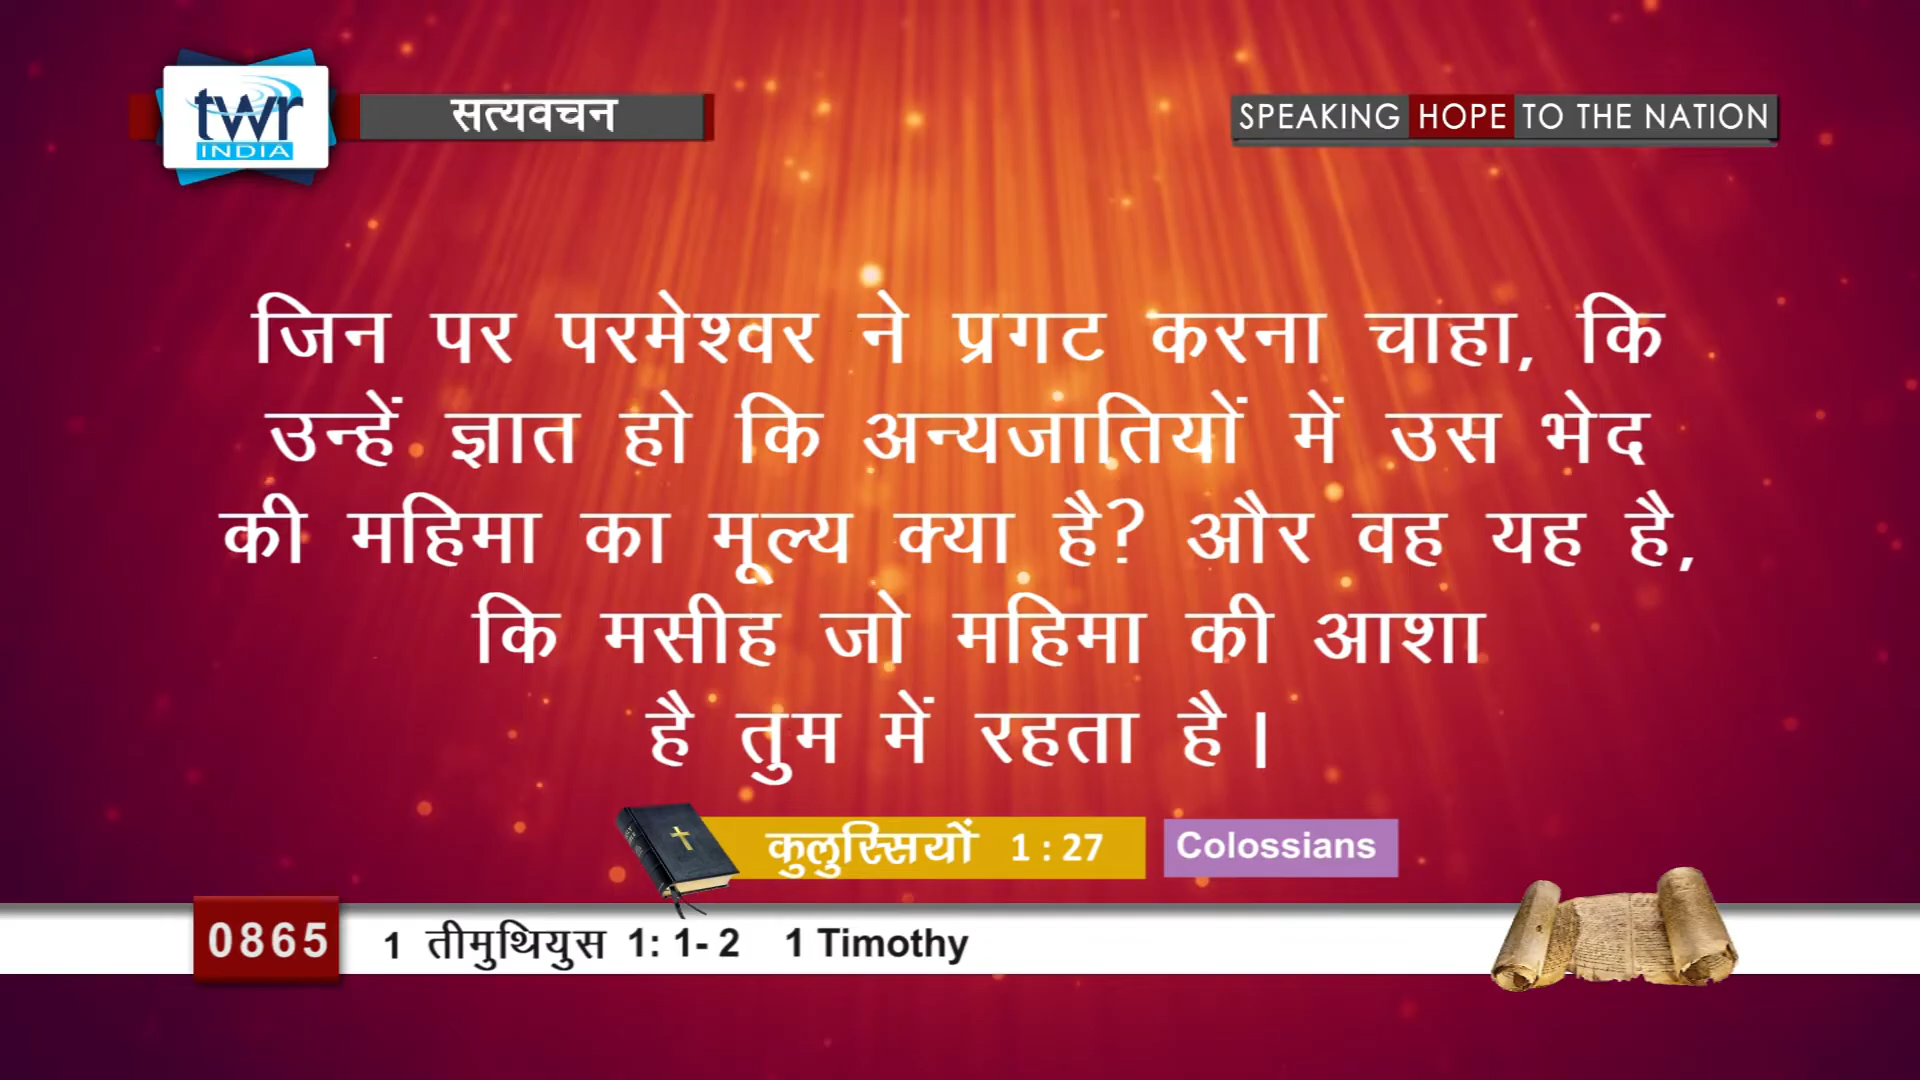 twr
INDIA
सत्यवचन
SPEAKING HOPE TO THE NATION
जिन पर परमेश्वर ने प्रगट करना चाहा, कि
उन्हें ज्ञात हो कि अन्यजातियों में उस भेद
की महिमा का मूल्य क्या है? और वह यह है,
कि मसीह जो महिमा की आशा
है तुम में रहता है।
कुलुस्सियों 1 : 27 Colossians
0865 1 तीमुथियुस 1: 1- 2 1 Timothy